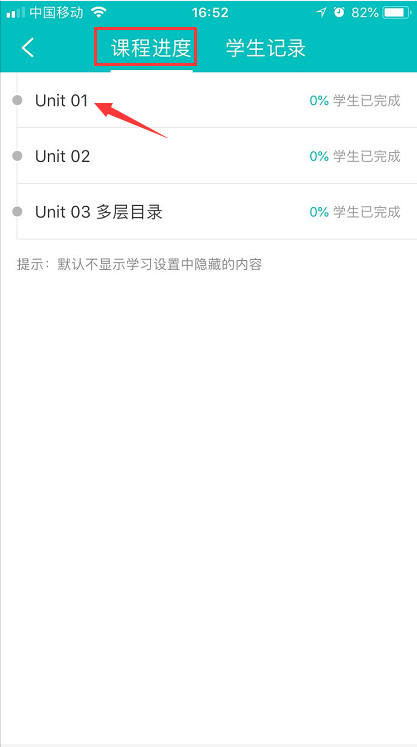 中国移动 16:52 82%
课程进度 学生记录
Unit 01 0% 学生已完成
Unit 02 0% 学生已完成
Unit 03 多层目录 0% 学生已完成
提示：默认不显示学习设置中隐藏的内容